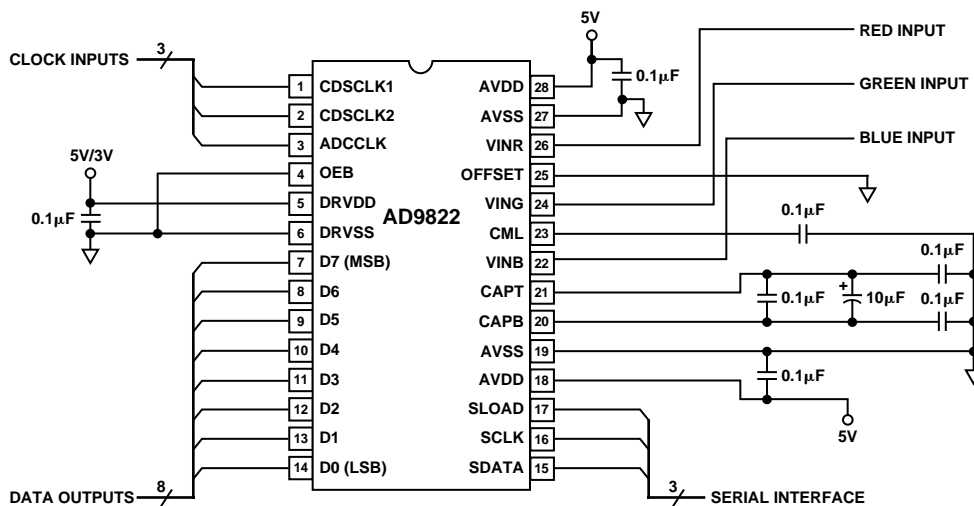 CLOCK INPUTS
3
5V
0.1µF
RED INPUT
GREEN INPUT
BLUE INPUT
5V/3V
0.1µF
AD9822
1 CDSCLK1
2 CDSCLK2
3 ADCCLK
4 OEB
5 DRVDD
6 DRVSS
7 D7 (MSB)
8 D6
9 D5
10 D4
11 D3
12 D2
13 D1
14 D0 (LSB)
AVDD 28
AVSS 27
VINR 26
OFFSET 25
VING 24
CML 23
VINB 22
CAPT 21
CAPB 20
AVSS 19
AVDD 18
SLOAD 17
SCLK 16
SDATA 15
0.1µF
0.1µF
0.1µF
+
10µF
0.1µF
0.1µF
5V
DATA OUTPUTS
8
3
SERIAL INTERFACE